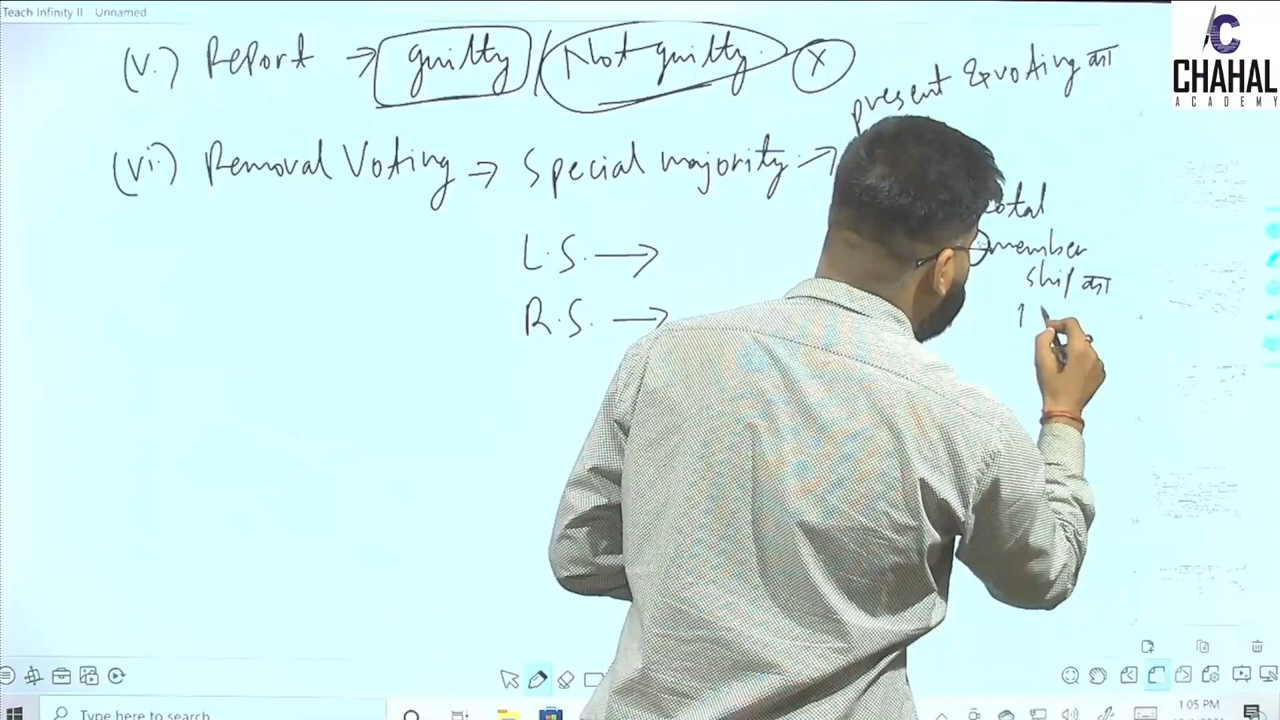 Teach Infinity II - Unnamed
CHAHAL
ACADEMY
(v.) Report → guilty / Not guilty. X
present & voting का
(vi) Removal Voting → Special majority. →
total
member
ship का
1
L.S. →
R.S. →
Type here to search
1:05 PM